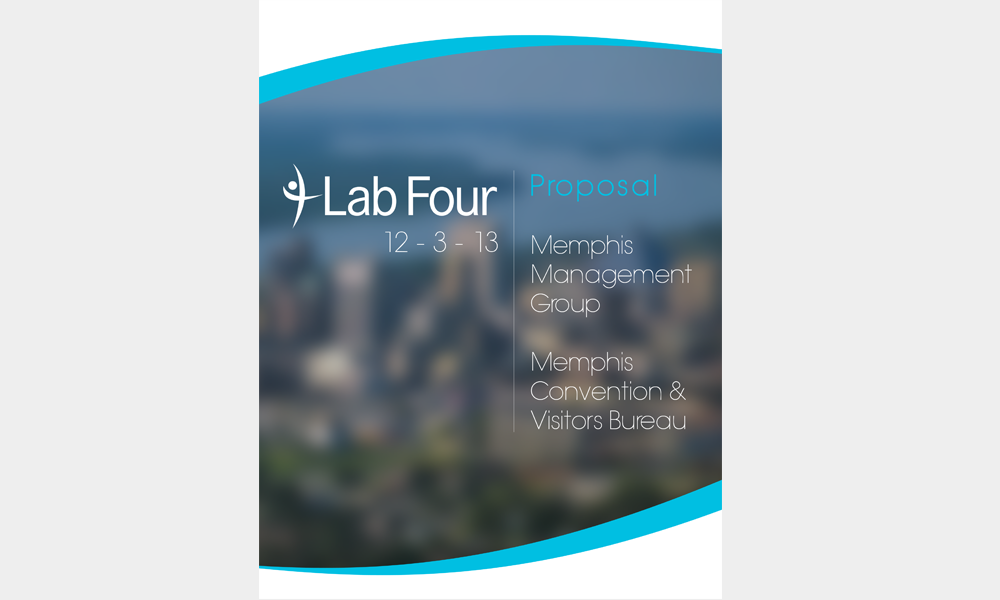 Lab Four
12 - 3 - 13
Proposal
Memphis
Management
Group
Memphis
Convention &
Visitors Bureau